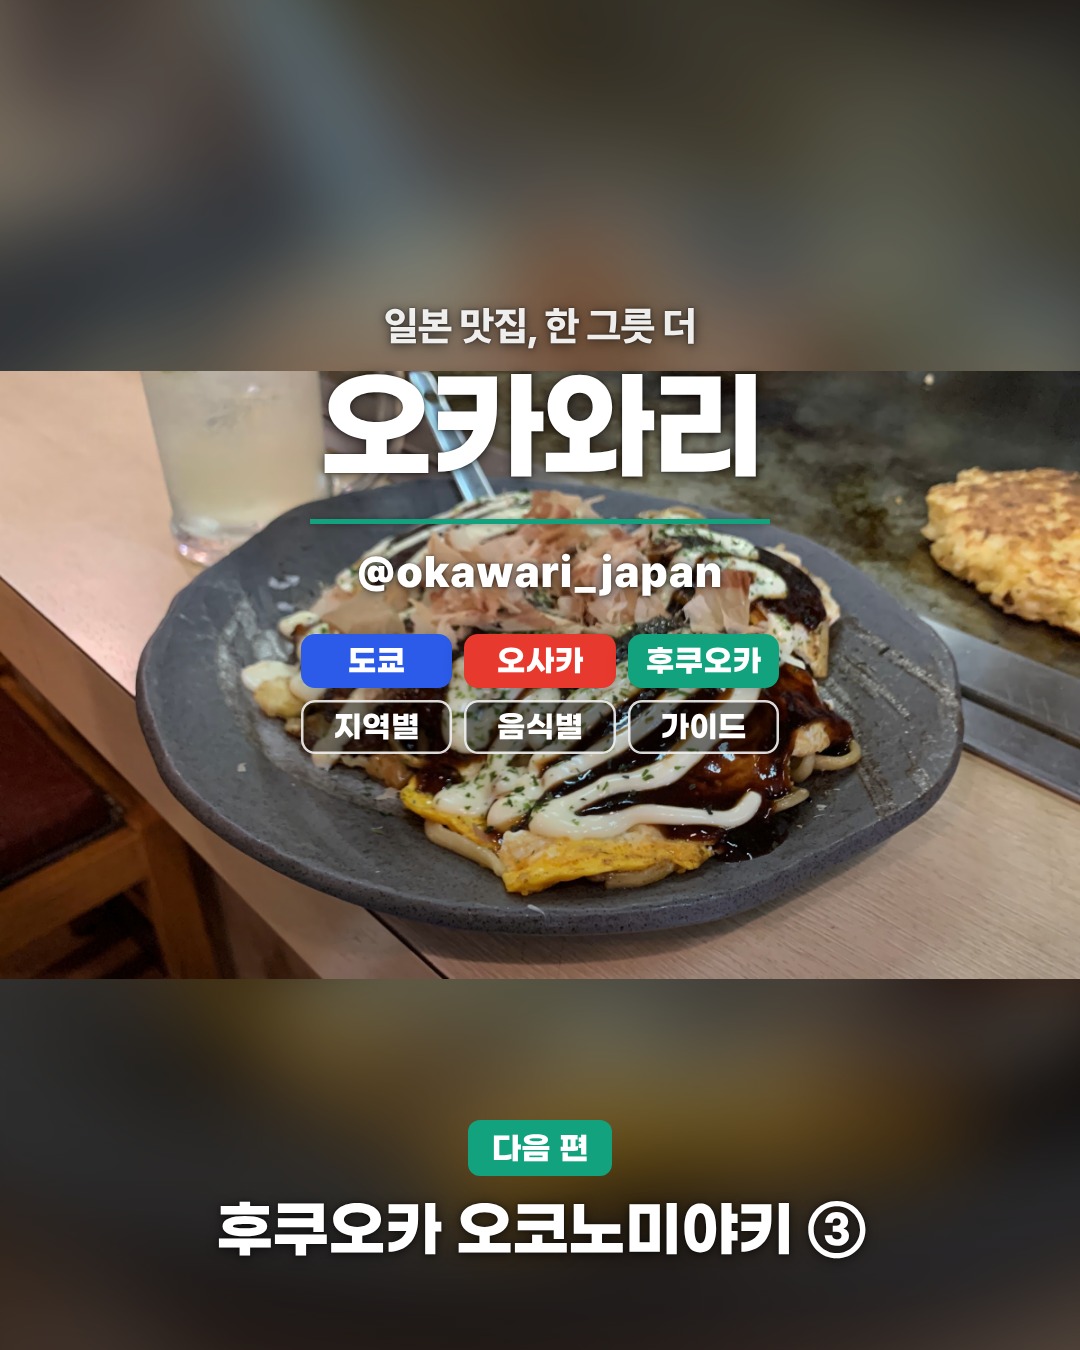 일본 맛집, 한 그릇 더
오카와리
@okawari_japan
도쿄 오사카 후쿠오카
지역별 음식별 가이드
다음 편
후쿠오카 오코노미야키 ③